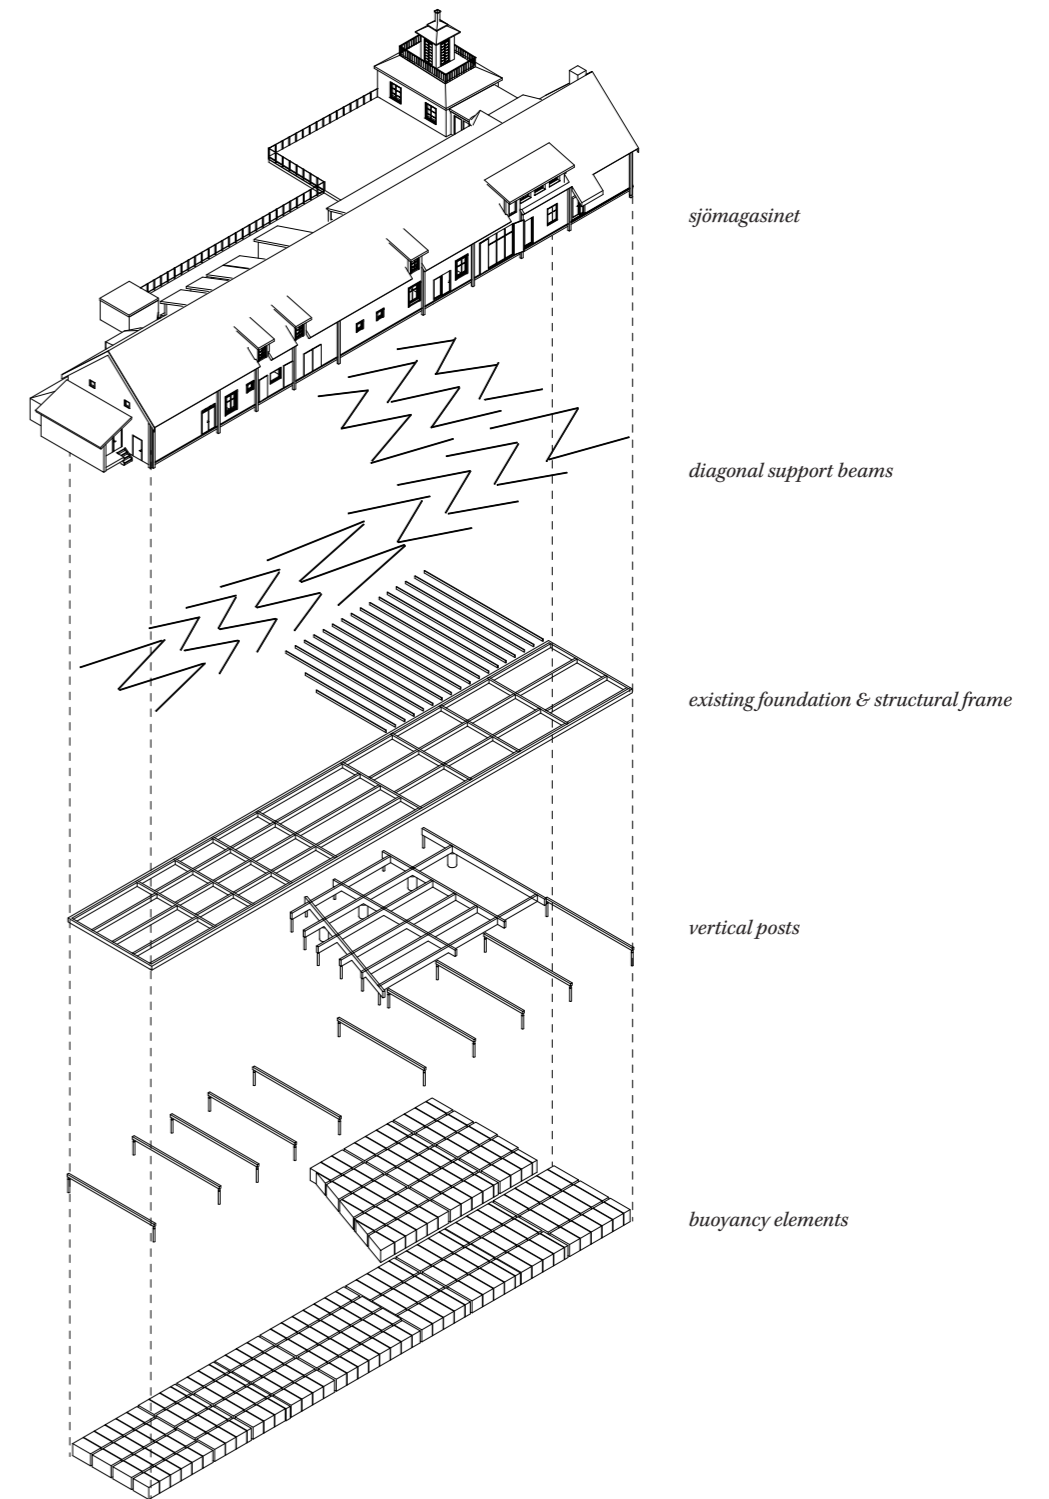 sjömagasinet
diagonal support beams
existing foundation & structural frame
vertical posts
buoyancy elements